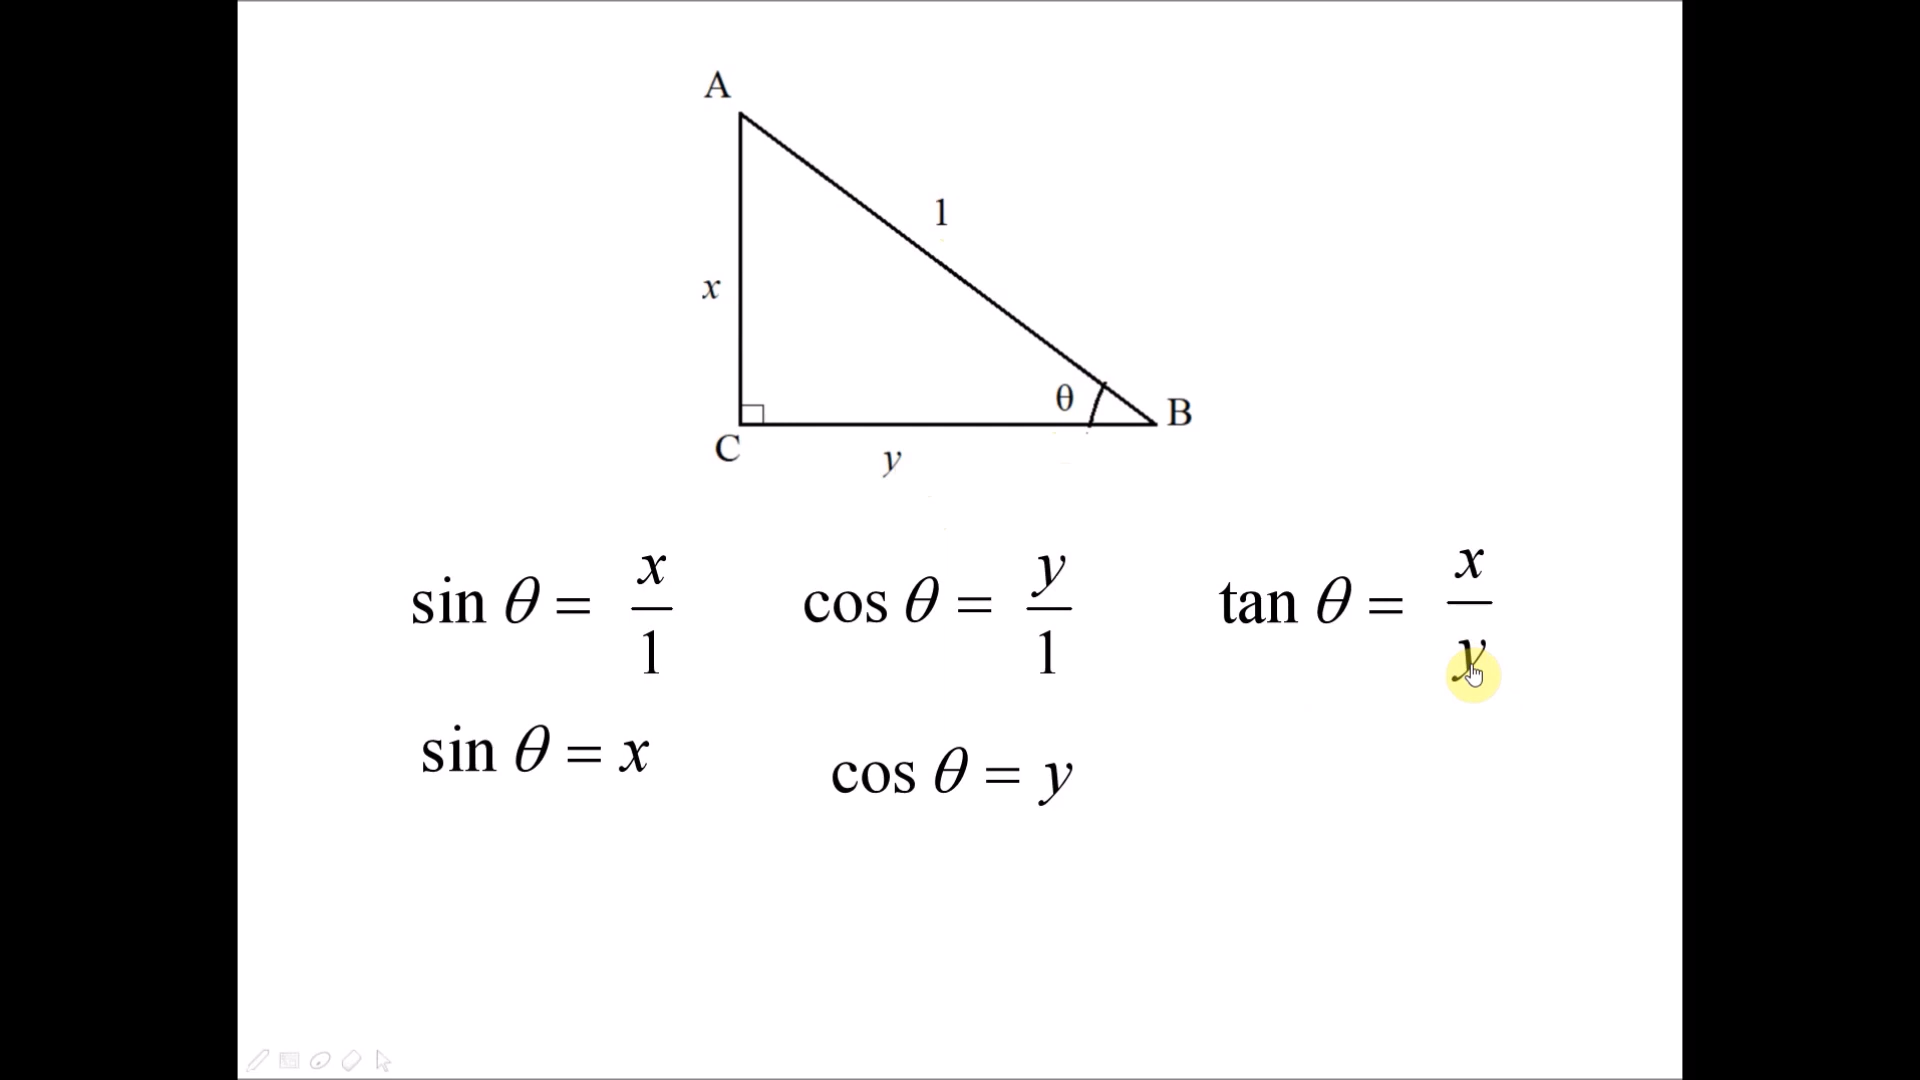 A
1
x
θ
B
C
y
sin θ = x/1
cos θ = y/1
tan θ = x/y
sin θ = x
cos θ = y